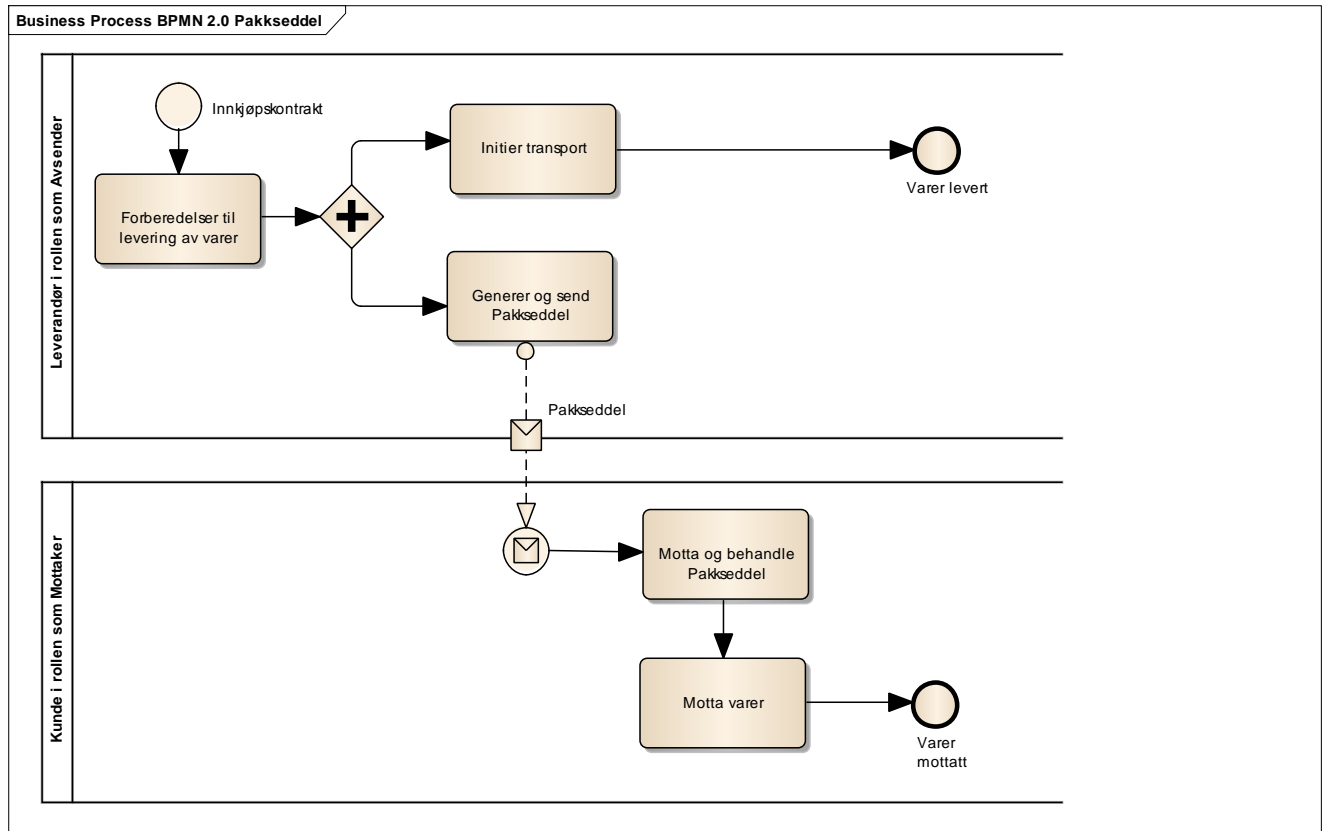 Business Process BPMN 2.0 Pakkseddel
Leverandør i rollen som Avsender
Innkjøpskontrakt
Forberedelser til
levering av varer
Initier transport
Varer levert
Generer og send
Pakkseddel
Pakkseddel
Kunde i rollen som Mottaker
Motta og behandle
Pakkseddel
Motta varer
Varer
mottatt